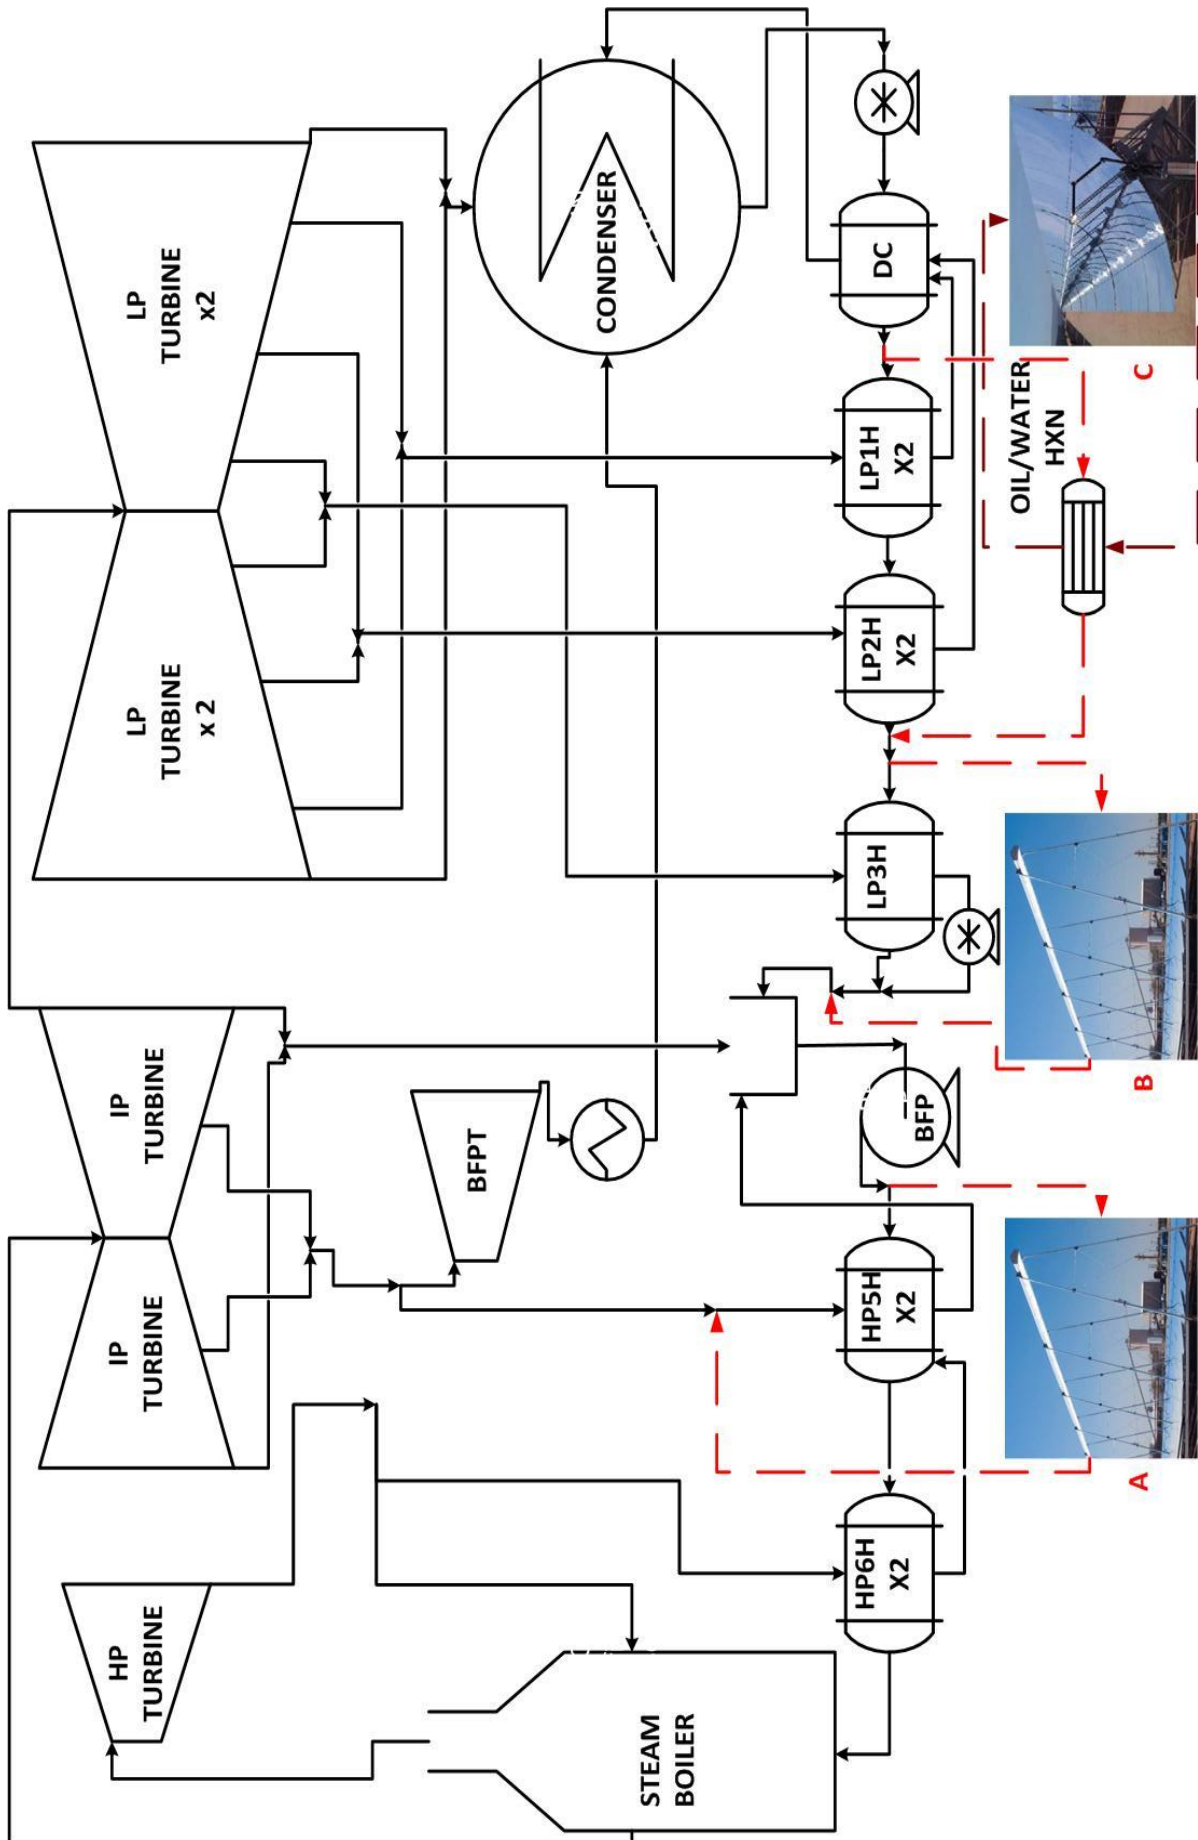 HP
TURBINE
IP
TURBINE
IP
TURBINE
LP
TURBINE
x 2
LP
TURBINE
x2
STEAM
BOILER
BFPT
CONDENSER
HP6H
X2
HP5H
X2
BFP
LP3H
LP2H
X2
LP1H
X2
DC
OIL/WATER
HXN
A
B
C